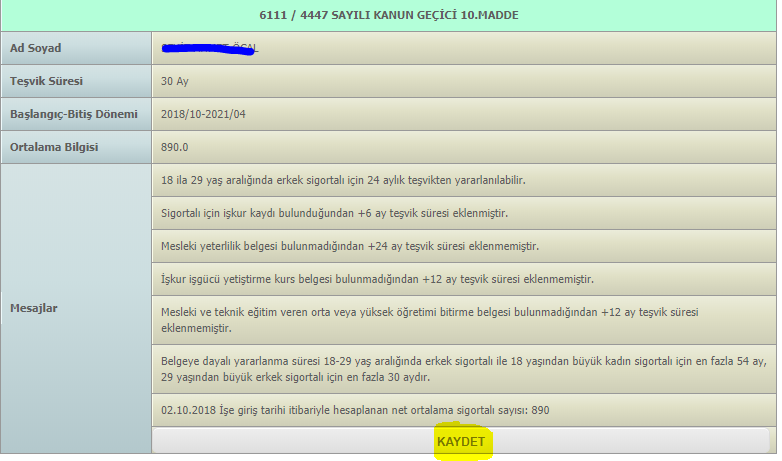 6111 / 4447 SAYILI KANUN GEÇİCİ 10.MADDE
Ad Soyad
Teşvik Süresi 30 Ay
Başlangıç-Bitiş Dönemi 2018/10-2021/04
Ortalama Bilgisi 890.0
18 ila 29 yaş aralığında erkek sigortalı için 24 aylık teşvikten yararlanılabilir.
Sigortalı için işkur kaydı bulunduğundan +6 ay teşvik süresi eklenmiştir.
Mesleki yeterlilik belgesi bulunmadığından +24 ay teşvik süresi eklenmemiştir.
İşkur işgücü yetiştirme kurs belgesi bulunmadığından +12 ay teşvik süresi eklenmemiştir.
Mesajlar
Mesleki ve teknik eğitim veren orta veya yüksek öğretimi bitirme belgesi bulunmadığından +12 ay teşvik süresi
eklenmemiştir.
Belgeye dayalı yararlanma süresi 18-29 yaş aralığında erkek sigortalı ile 18 yaşından büyük kadın sigortalı için en fazla 54 ay,
29 yaşından büyük erkek sigortalı için en fazla 30 aydır.
02.10.2018 İşe giriş tarihi itibariyle hesaplanan net ortalama sigortalı sayısı: 890
KAYDET